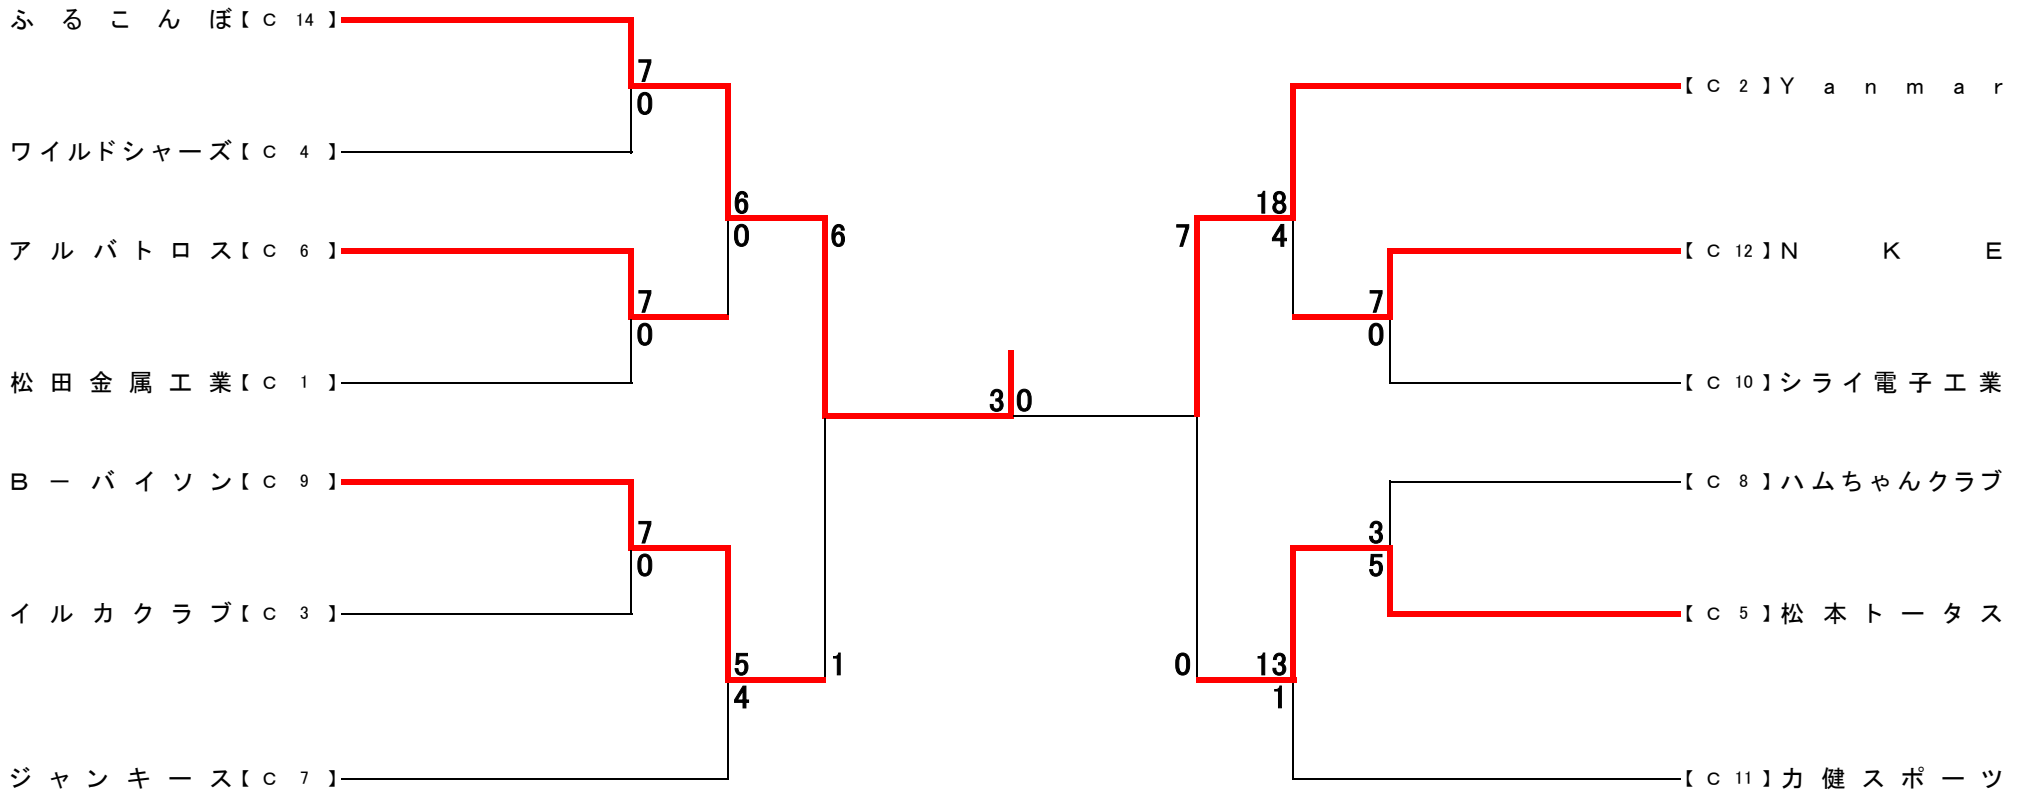 ふるこんぼ【 C 14 】
7
0
ワイルドシャーズ【 C 4 】
6
0
アルバトロス【 C 6 】
7
0
松田金属工業【 C 1 】
6
1
B－バイソン【 C 9 】
7
0
イルカクラブ【 C 3 】
5
4
ジャンキース【 C 7 】
3 0
【 C 2 】Yanmar
18
4
【 C 12 】NKE
7
0
【 C 10 】シライ電子工業
7
0
【 C 8 】ハムちゃんクラブ
3
5
【 C 5 】松本トータス
13
1
【 C 11 】力健スポーツ